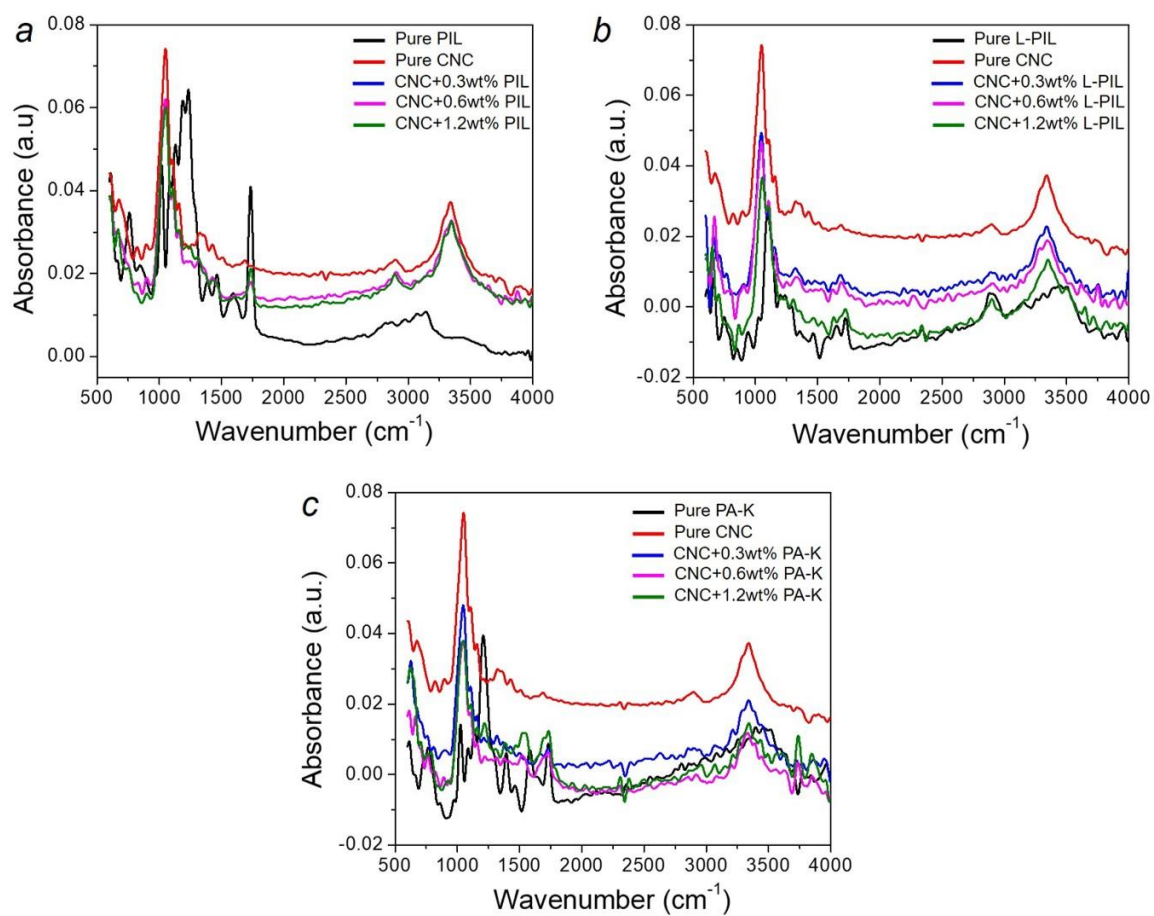 a
0.08
0.06
0.04
0.02
0.00
Absorbance (a.u)
500 1000 1500 2000 2500 3000 3500 4000
Wavenumber (cm-1)
Pure PIL
Pure CNC
CNC+0.3wt% PIL
CNC+0.6wt% PIL
CNC+1.2wt% PIL
b
0.08
0.06
0.04
0.02
0.00
-0.02
Absorbance (a.u.)
500 1000 1500 2000 2500 3000 3500 4000
Wavenumber (cm-1)
Pure L-PIL
Pure CNC
CNC+0.3wt% L-PIL
CNC+0.6wt% L-PIL
CNC+1.2wt% L-PIL
c
0.08
0.06
0.04
0.02
0.00
-0.02
Absorbance (a.u.)
500 1000 1500 2000 2500 3000 3500 4000
Wavenumber (cm-1)
Pure PA-K
Pure CNC
CNC+0.3wt% PA-K
CNC+0.6wt% PA-K
CNC+1.2wt% PA-K